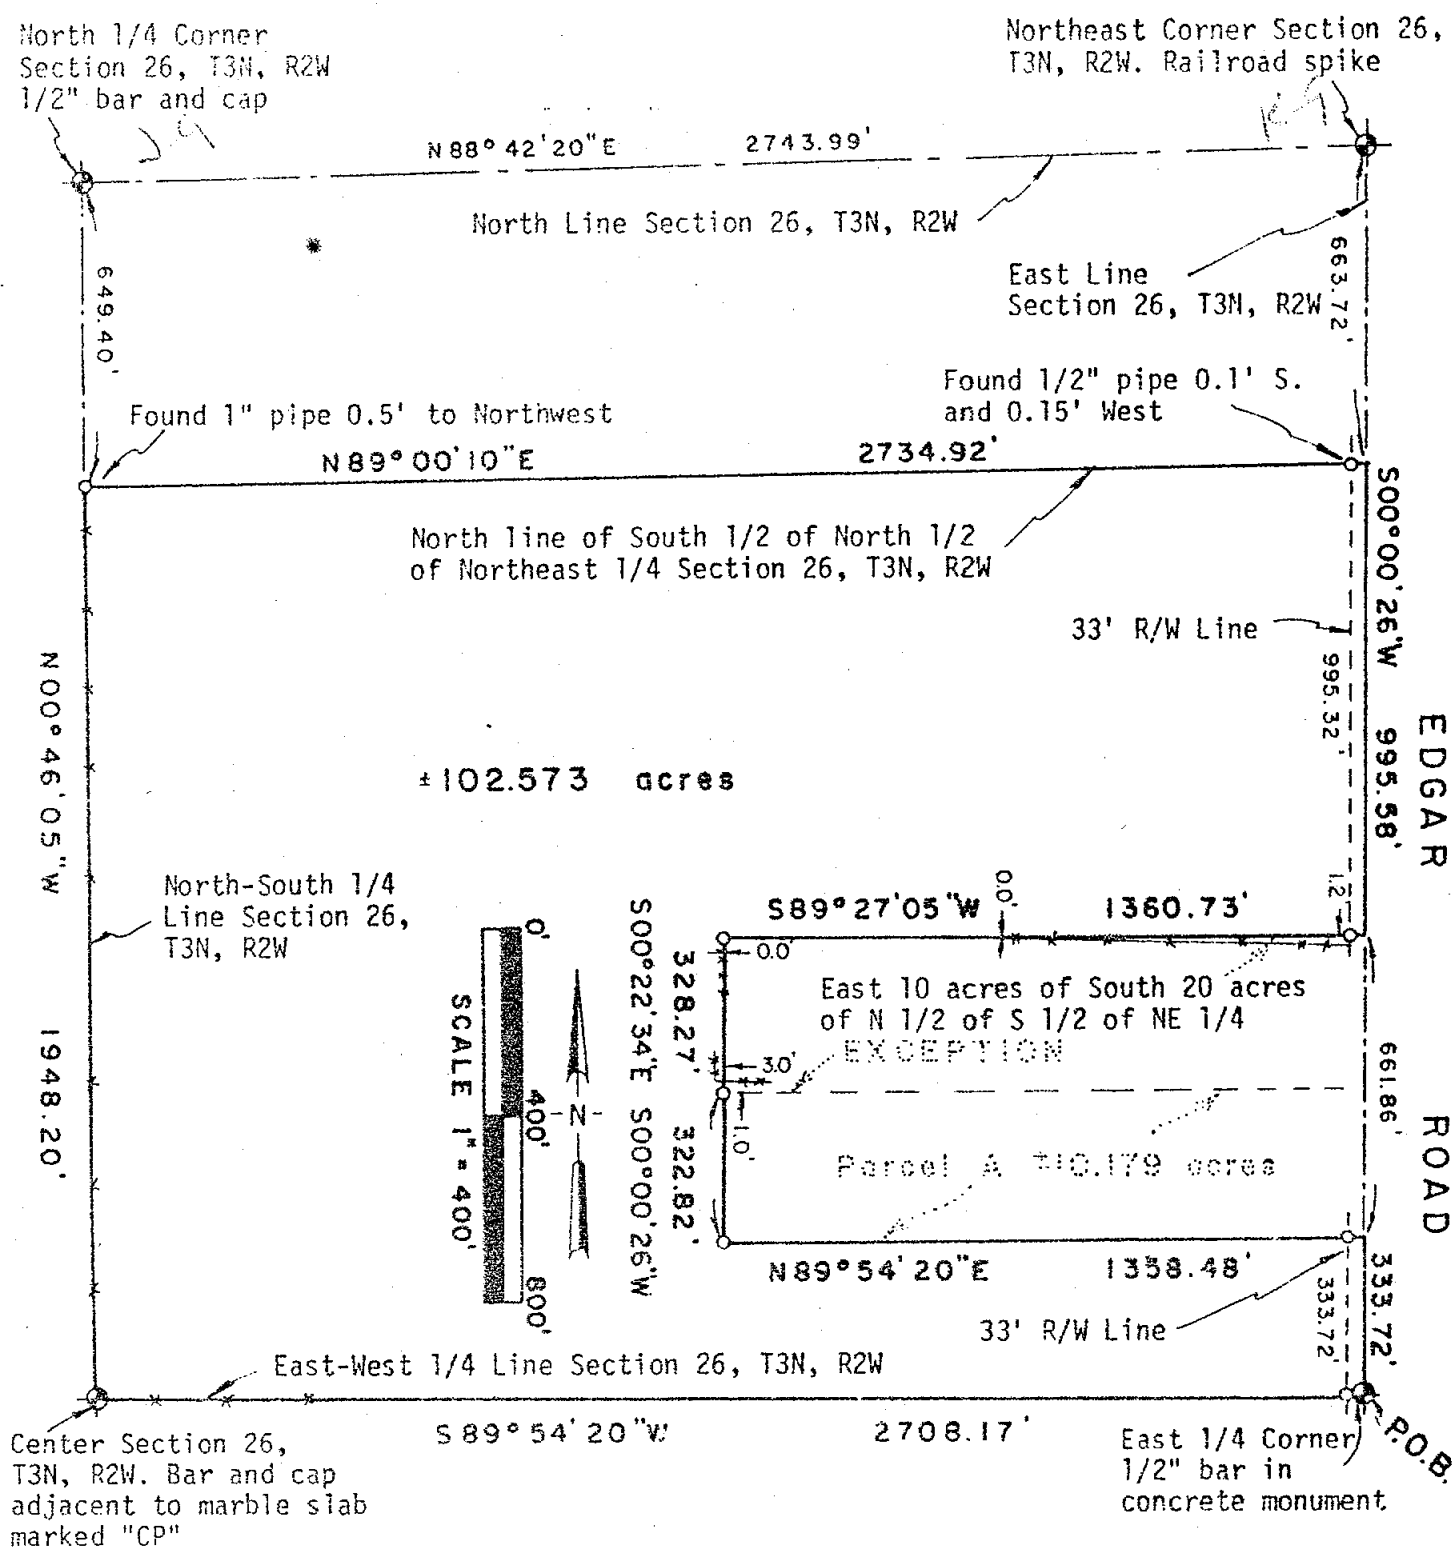 North 1/4 Corner
Section 26, T3N, R2W
1/2" bar and cap
Northeast Corner Section 26,
T3N, R2W. Railroad spike
J-9
K-9
N 88° 42' 20" E 2743.99'
North Line Section 26, T3N, R2W
East Line
Section 26, T3N, R2W
649.40'
663.72'
Found 1" pipe 0.5' to Northwest
Found 1/2" pipe 0.1' S.
and 0.15' West
N 89° 00' 10" E 2734.92'
North line of South 1/2 of North 1/2
of Northeast 1/4 Section 26, T3N, R2W
S00° 00' 26" W 995.58'
33' R/W Line
995.32'
EDGAR ROAD
N 00° 46' 05" W 1948.20'
±102.573 acres
North-South 1/4
Line Section 26,
T3N, R2W
S89° 27' 05" W 1360.73'
0.0'
1.2'
0.0'
S00° 22' 34" E
328.27'
East 10 acres of South 20 acres
of N 1/2 of S 1/2 of NE 1/4
EXCEPTION
3.0'
1.0'
661.86'
SCALE 1" = 400'
0'
400'
800'
N
S00° 00' 26" W
322.82'
Parcel A ±10.179 acres
N 89° 54' 20" E 1358.48'
33' R/W Line
333.72'
333.72'
East-West 1/4 Line Section 26, T3N, R2W
S 89° 54' 20" W 2708.17'
P.O.B.
Center Section 26,
T3N, R2W. Bar and cap
adjacent to marble slab
marked "CP"
East 1/4 Corner
1/2" bar in
concrete monument